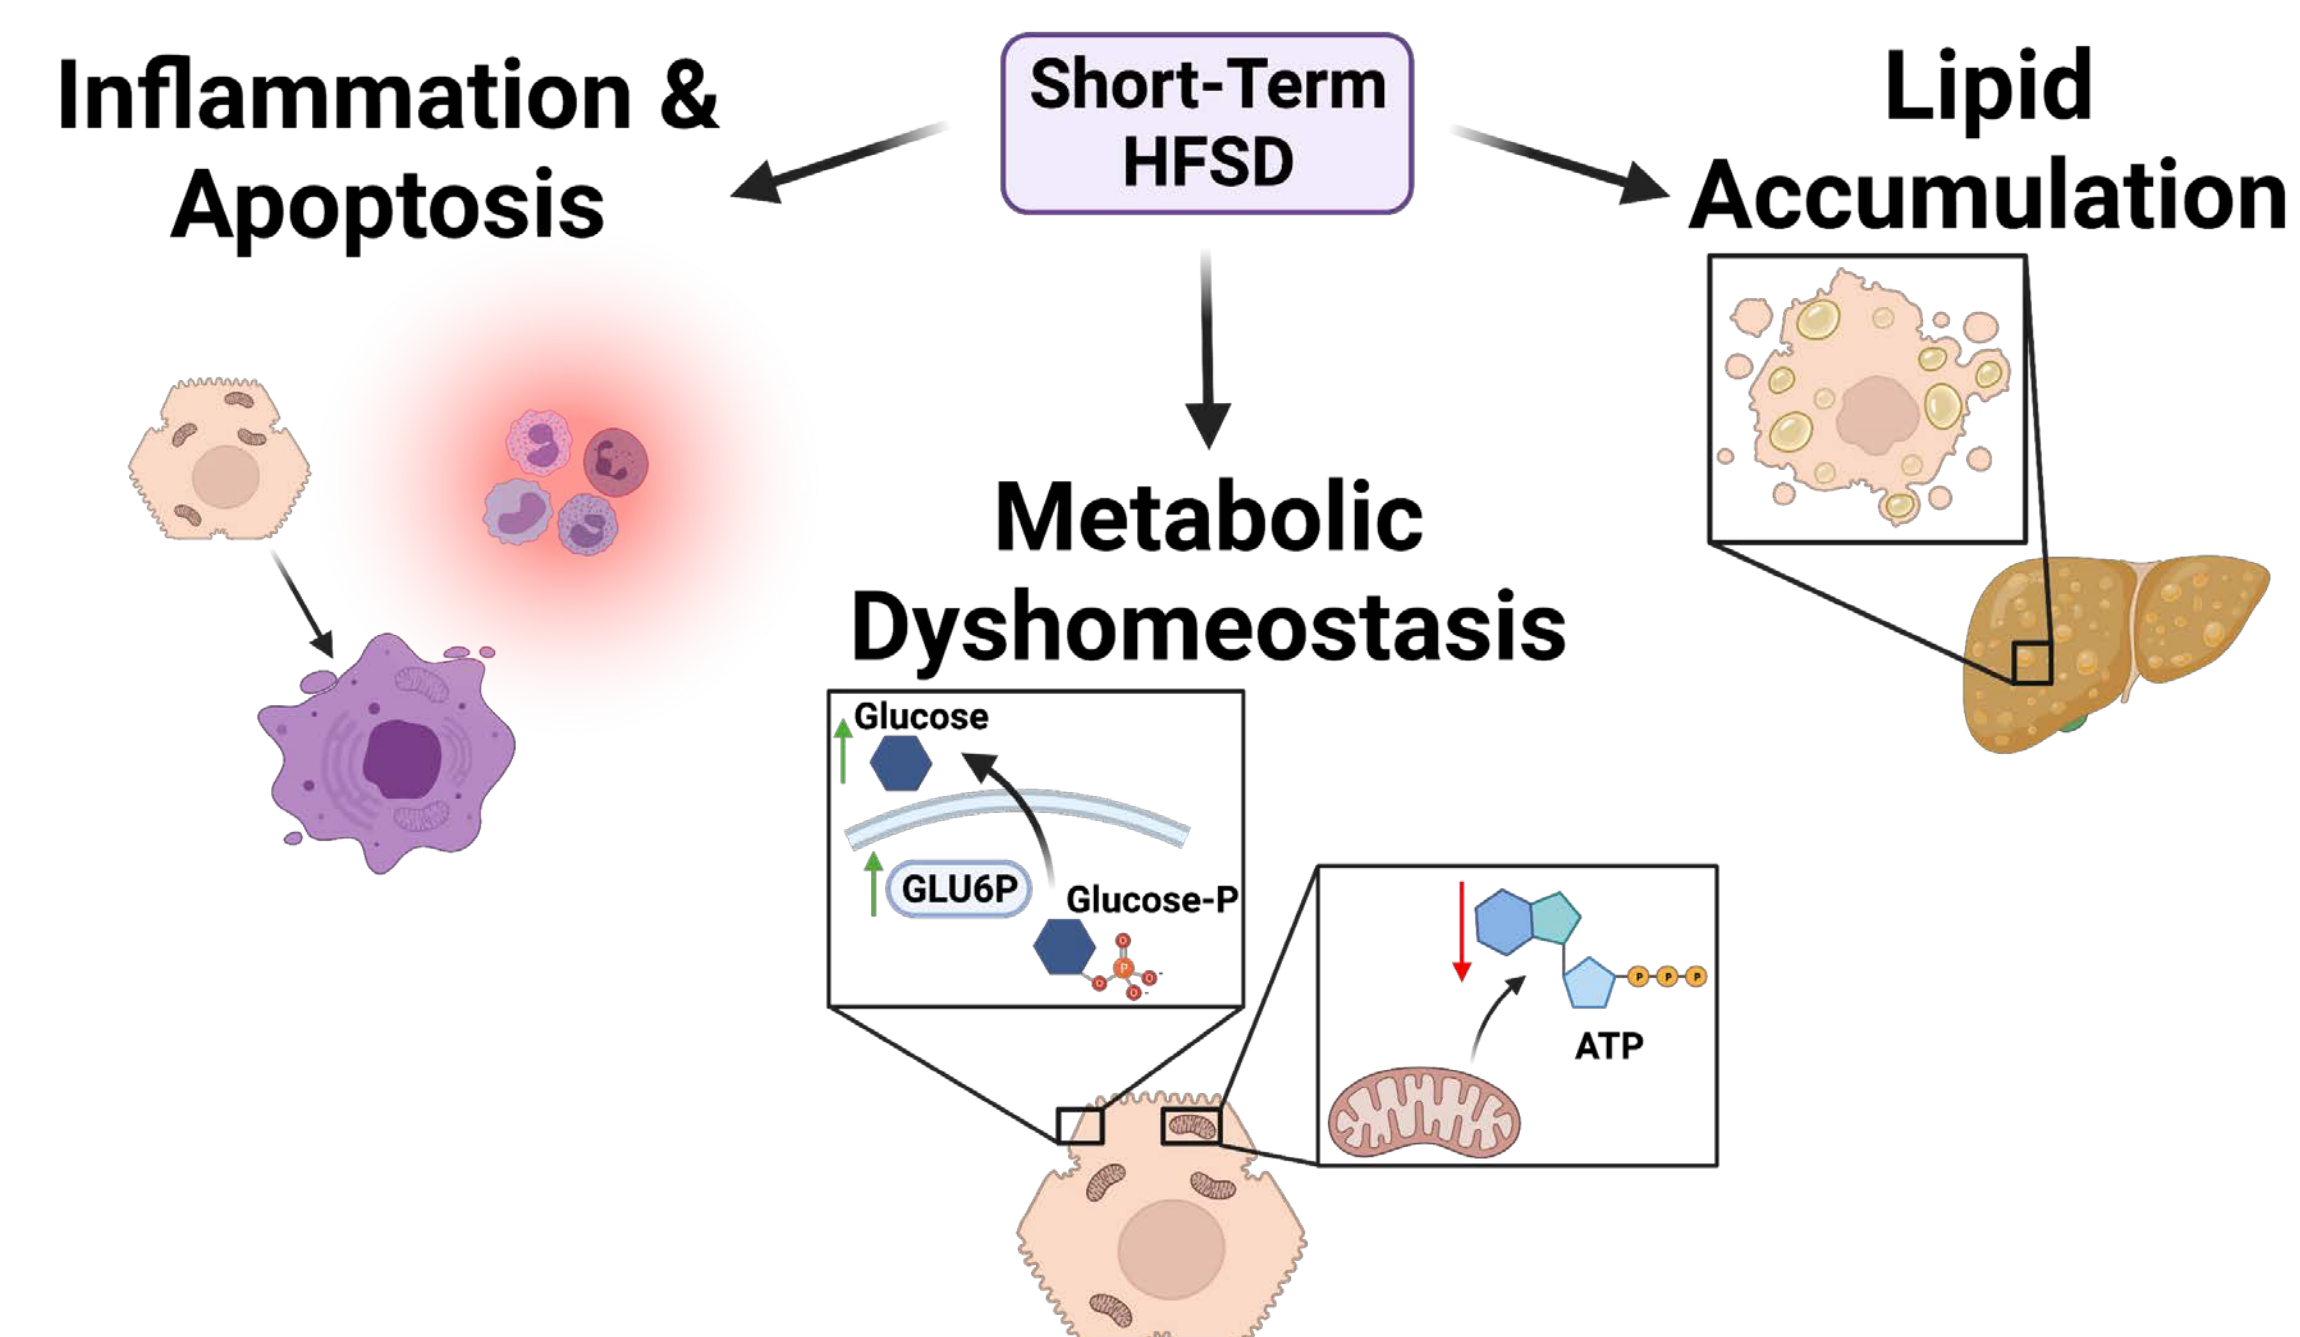 Short-Term
HFSD
Inflammation &
Apoptosis
Lipid
Accumulation
Metabolic
Dyshomeostasis
Glucose
GLU6P
Glucose-P
O
P
O
O-
O-
P P P
ATP